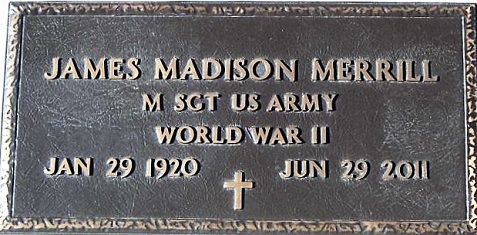 JAMES MADISON MERRILL
M SGT US ARMY
WORLD WAR II
JAN 29 1920 JUN 29 2011